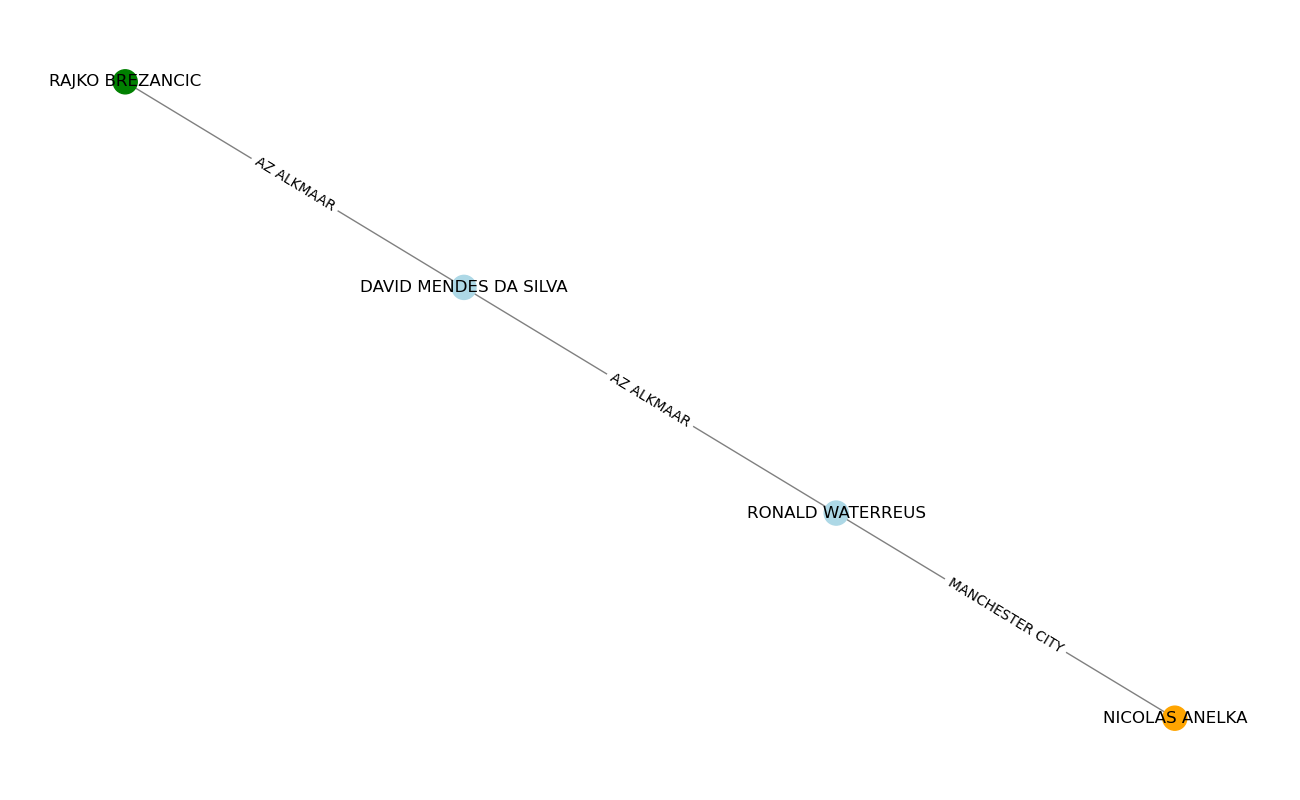 RAJKO BREZANCIC
AZ ALKMAAR
DAVID MENDES DA SILVA
AZ ALKMAAR
RONALD WATERREUS
MANCHESTER CITY
NICOLAS ANELKA